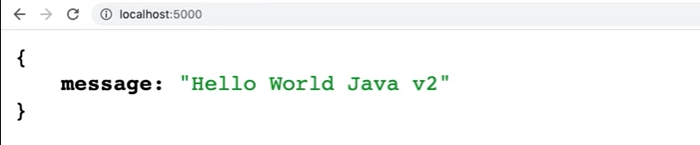 localhost:5000
{
message: "Hello World Java v2"
}